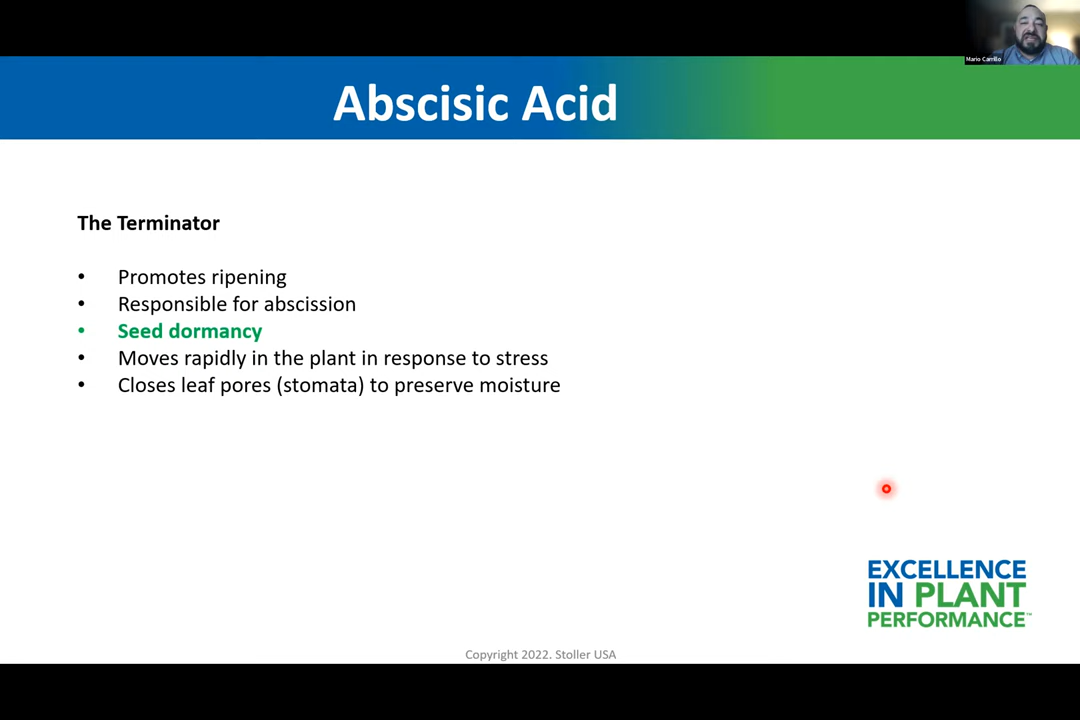 Mario Carrillo
Abscisic Acid
The Terminator
• Promotes ripening
• Responsible for abscission
• Seed dormancy
• Moves rapidly in the plant in response to stress
• Closes leaf pores (stomata) to preserve moisture
EXCELLENCE
IN PLANT
PERFORMANCE™
Copyright 2022. Stoller USA